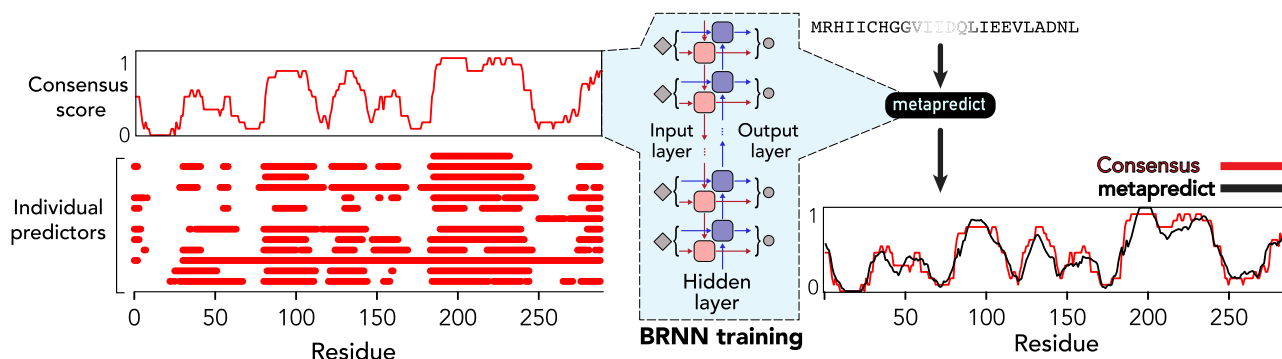 Consensus
score
1
0
Individual
predictors
0
50
100
150
200
250
Residue
Input
layer
Output
layer
Hidden
layer
BRNN training
MRHIICHGGVITDQLIEEVLADNL
metapredict
Consensus
metapredict
1
0
50
100
150
200
250
Residue